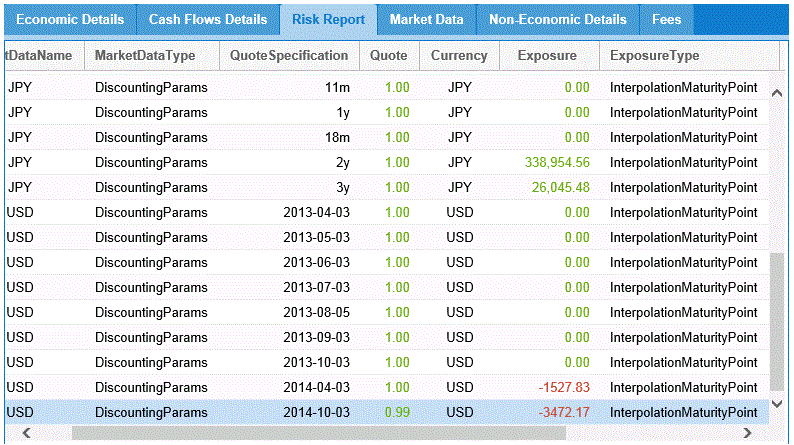 Economic Details Cash Flows Details Risk Report Market Data Non-Economic Details Fees
tDataName MarketDataType QuoteSpecification Quote Currency Exposure ExposureType
JPY DiscountingParams 11m 1.00 JPY 0.00 InterpolationMaturityPoint
JPY DiscountingParams 1y 1.00 JPY 0.00 InterpolationMaturityPoint
JPY DiscountingParams 18m 1.00 JPY 0.00 InterpolationMaturityPoint
JPY DiscountingParams 2y 1.00 JPY 338,954.56 InterpolationMaturityPoint
JPY DiscountingParams 3y 1.00 JPY 26,045.48 InterpolationMaturityPoint
USD DiscountingParams 2013-04-03 1.00 USD 0.00 InterpolationMaturityPoint
USD DiscountingParams 2013-05-03 1.00 USD 0.00 InterpolationMaturityPoint
USD DiscountingParams 2013-06-03 1.00 USD 0.00 InterpolationMaturityPoint
USD DiscountingParams 2013-07-03 1.00 USD 0.00 InterpolationMaturityPoint
USD DiscountingParams 2013-08-05 1.00 USD 0.00 InterpolationMaturityPoint
USD DiscountingParams 2013-09-03 1.00 USD 0.00 InterpolationMaturityPoint
USD DiscountingParams 2013-10-03 1.00 USD 0.00 InterpolationMaturityPoint
USD DiscountingParams 2014-04-03 1.00 USD -1527.83 InterpolationMaturityPoint
USD DiscountingParams 2014-10-03 0.99 USD -3472.17 InterpolationMaturityPoint